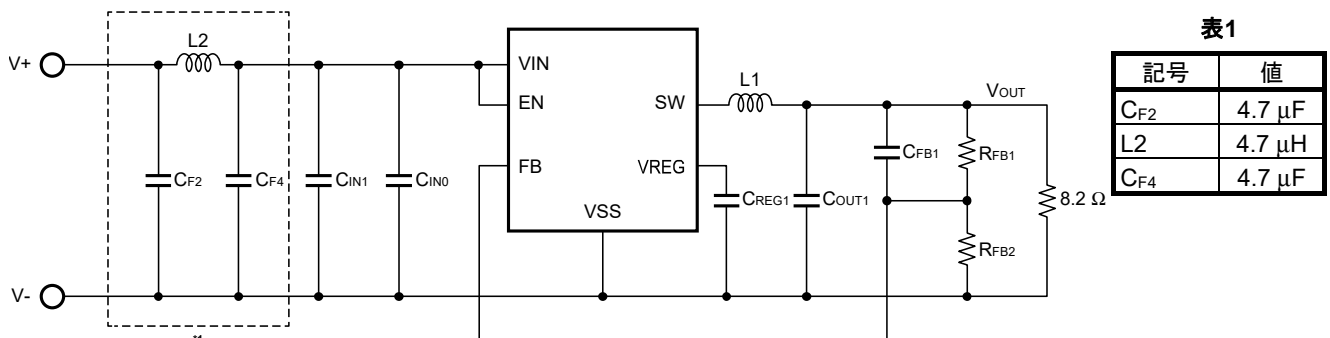 表1
記号 値
CF2 4.7 μF
L2 4.7 μH
CF4 4.7 μF
V+
L2
CF2
CF4
CIN1
CIN0
VIN
EN
FB
SW
VREG
VSS
L1
VOUT
CREG1
COUT1
CFB1
RFB1
RFB2
8.2 Ω
V-